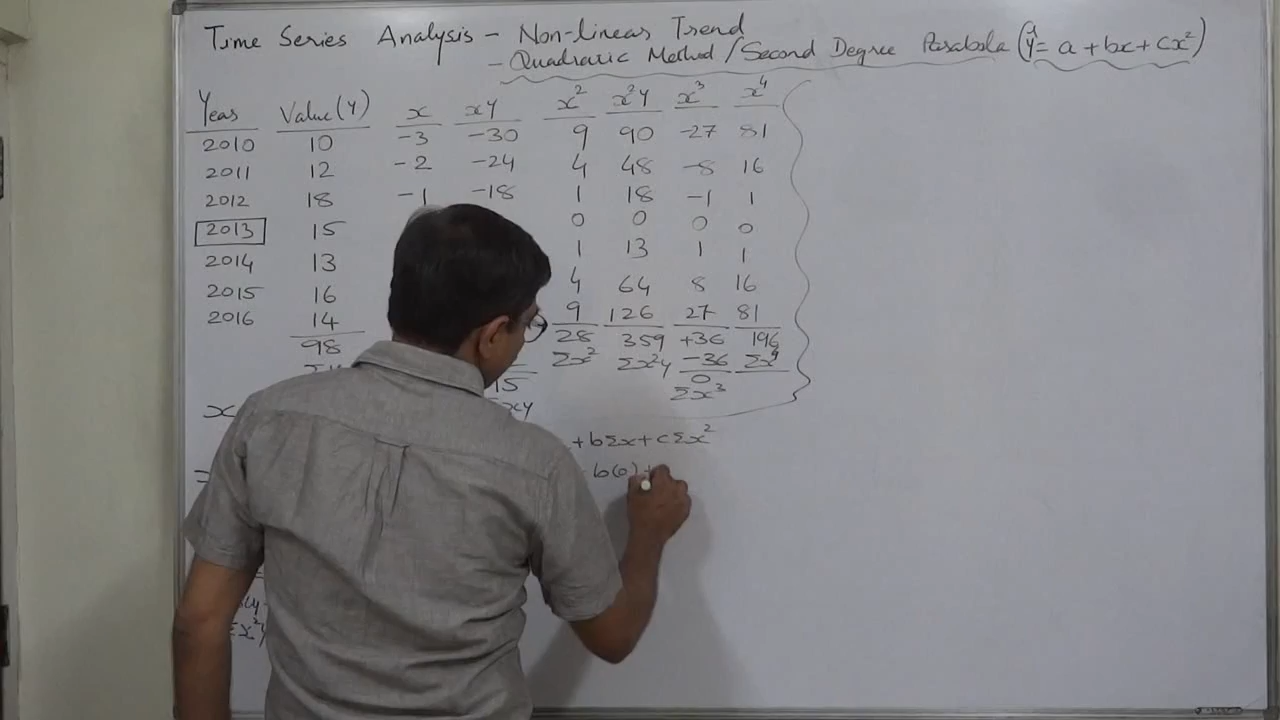 Time Series Analysis – Non-linear Trend
– Quadratic Method / Second Degree Parabola (ŷ = a + bx + cx²)
Year Value (Y) x xy x² x²y x³ x⁴
2010 10 -3 -30 9 90 -27 81
2011 12 -2 -24 4 48 -8 16
2012 18 -1 -18 1 18 -1 1
2013 15 0 0 0 0
2014 13 1 13 1 1
2015 16 4 64 8 16
2016 14 9 126 27 81
98 28 359 +36 196
Σx² Σx²y -36 Σx⁴
15 0
xy Σx³
x
+ bΣx + cΣx²
b(0) +